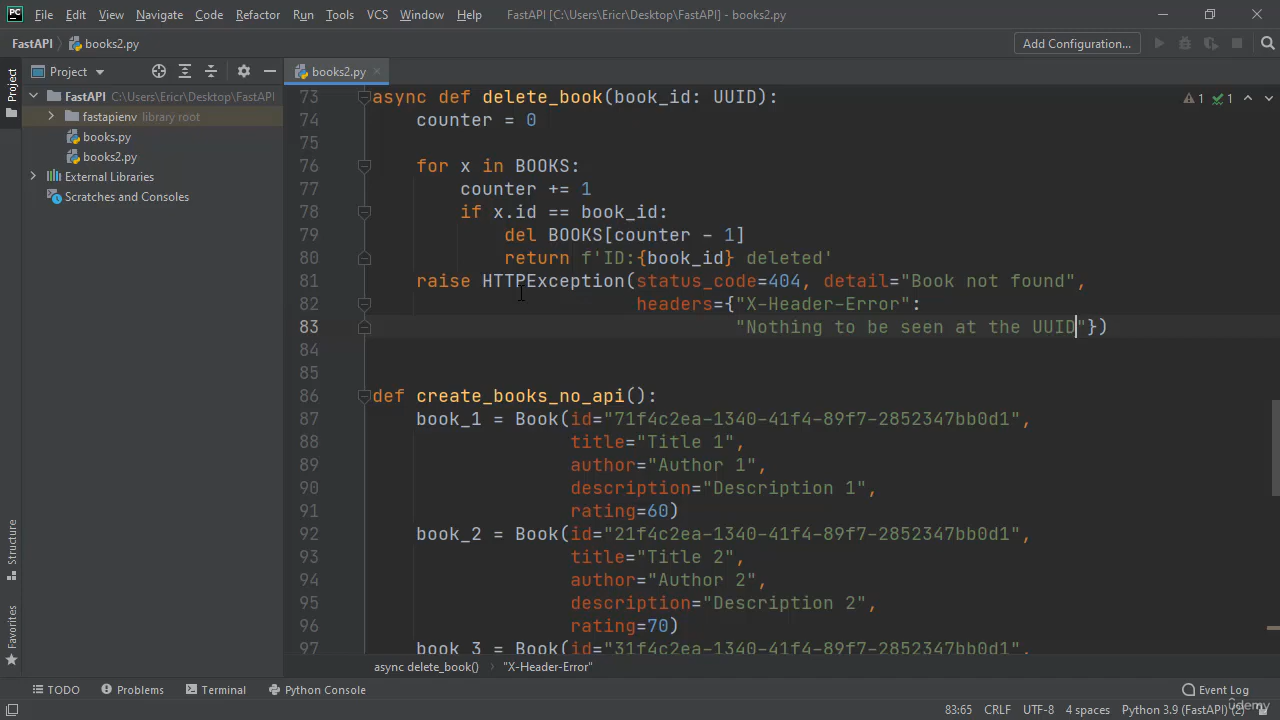 PC File Edit View Navigate Code Refactor Run Tools VCS Window Help FastAPI [C:\Users\Ericr\Desktop\FastAPI] - books2.py
FastAPI books2.py Add Configuration...
Project
Project
books2.py
FastAPI C:\Users\Ericr\Desktop\FastAPI
fastapienv library root
books.py
books2.py
External Libraries
Scratches and Consoles
1 1
73 async def delete_book(book_id: UUID):
74 counter = 0
75
76 for x in BOOKS:
77 counter += 1
78 if x.id == book_id:
79 del BOOKS[counter - 1]
80 return f'ID:{book_id} deleted'
81 raise HTTPException(status_code=404, detail="Book not found",
82 headers={"X-Header-Error":
83 "Nothing to be seen at the UUID"})
84
85
86 def create_books_no_api():
87 book_1 = Book(id="71f4c2ea-1340-41f4-89f7-2852347bb0d1",
88 title="Title 1",
89 author="Author 1",
90 description="Description 1",
91 rating=60)
92 book_2 = Book(id="21f4c2ea-1340-41f4-89f7-2852347bb0d1",
93 title="Title 2",
94 author="Author 2",
95 description="Description 2",
96 rating=70)
97 book_3 = Book(id="31f4c2ea-1340-41f4-89f7-2852347bb0d1",
Structure
Favorites
async delete_book() "X-Header-Error"
TODO Problems Terminal Python Console Event Log
83:65 CRLF UTF-8 4 spaces Python 3.9 (FastAPI) (2)
ûdemy